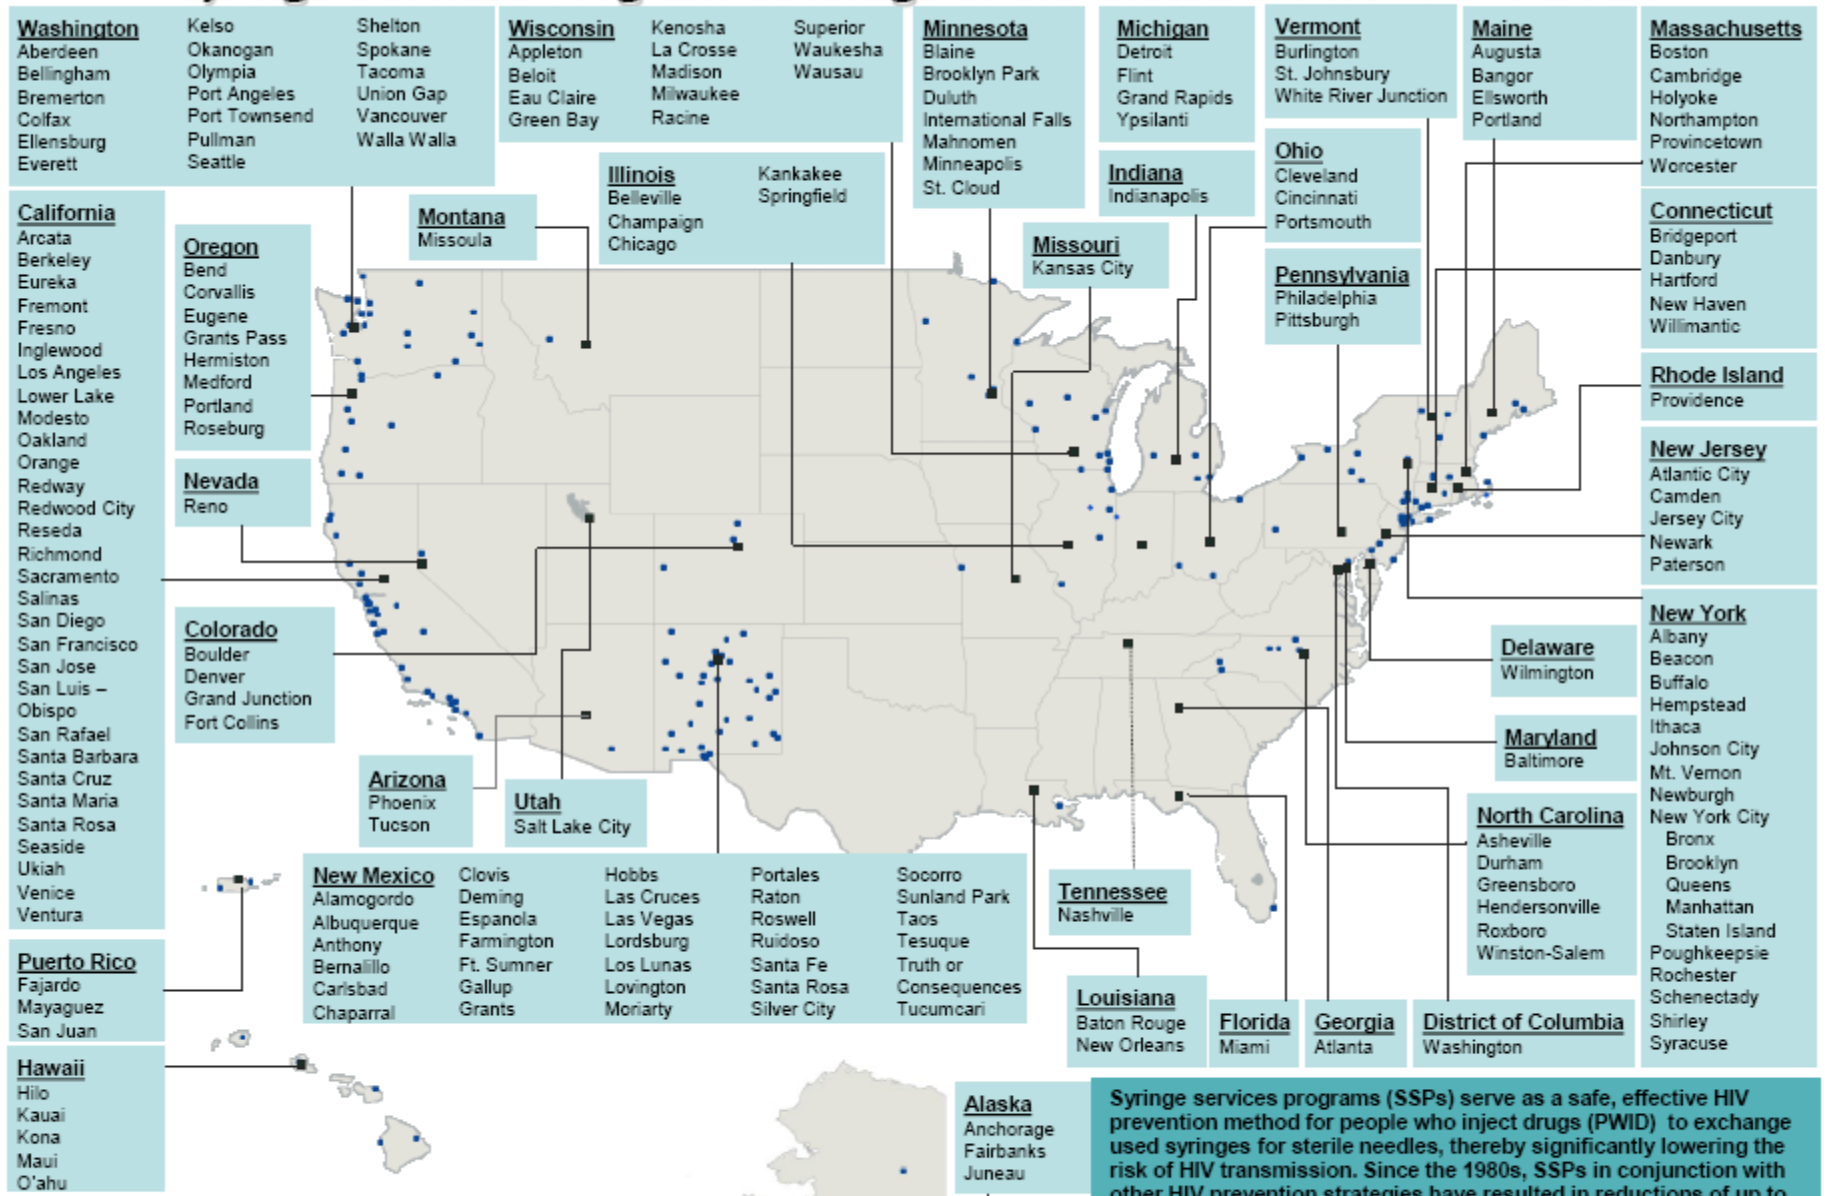 Washington
Aberdeen
Bellingham
Bremerton
Colfax
Ellensburg
Everett
Kelso
Okanogan
Olympia
Port Angeles
Port Townsend
Pullman
Seattle
Shelton
Spokane
Tacoma
Union Gap
Vancouver
Walla Walla
Wisconsin
Appleton
Beloit
Eau Claire
Green Bay
Kenosha
La Crosse
Madison
Milwaukee
Racine
Superior
Waukesha
Wausau
Minnesota
Blaine
Brooklyn Park
Duluth
International Falls
Mahnomen
Minneapolis
St. Cloud
Michigan
Detroit
Flint
Grand Rapids
Ypsilanti
Vermont
Burlington
St. Johnsbury
White River Junction
Maine
Augusta
Bangor
Ellsworth
Portland
Massachusetts
Boston
Cambridge
Holyoke
Northampton
Provincetown
Worcester
California
Arcata
Berkeley
Eureka
Fremont
Fresno
Inglewood
Los Angeles
Lower Lake
Modesto
Oakland
Orange
Redway
Redwood City
Reseda
Richmond
Sacramento
Salinas
San Diego
San Francisco
San Jose
San Luis –
Obispo
San Rafael
Santa Barbara
Santa Cruz
Santa Maria
Santa Rosa
Seaside
Ukiah
Venice
Ventura
Oregon
Bend
Corvallis
Eugene
Grants Pass
Hermiston
Medford
Portland
Roseburg
Montana
Missoula
Illinois
Belleville
Champaign
Chicago
Kankakee
Springfield
Indiana
Indianapolis
Missouri
Kansas City
Ohio
Cleveland
Cincinnati
Portsmouth
Pennsylvania
Philadelphia
Pittsburgh
Connecticut
Bridgeport
Danbury
Hartford
New Haven
Willimantic
Rhode Island
Providence
New Jersey
Atlantic City
Camden
Jersey City
Newark
Paterson
Nevada
Reno
Colorado
Boulder
Denver
Grand Junction
Fort Collins
Arizona
Phoenix
Tucson
Utah
Salt Lake City
New York
Albany
Beacon
Buffalo
Hempstead
Ithaca
Johnson City
Mt. Vernon
Newburgh
New York City
Bronx
Brooklyn
Queens
Manhattan
Staten Island
Poughkeepsie
Rochester
Schenectady
Shirley
Syracuse
Delaware
Wilmington
Maryland
Baltimore
North Carolina
Asheville
Durham
Greensboro
Hendersonville
Roxboro
Winston-Salem
New Mexico
Alamogordo
Albuquerque
Anthony
Bernalillo
Carlsbad
Chaparral
Clovis
Deming
Espanola
Farmington
Ft. Sumner
Gallup
Grants
Hobbs
Las Cruces
Las Vegas
Lordsburg
Los Lunas
Lovington
Moriarty
Portales
Raton
Roswell
Ruidoso
Santa Fe
Santa Rosa
Silver City
Socorro
Sunland Park
Taos
Tesuque
Truth or
Consequences
Tucumcari
Tennessee
Nashville
Louisiana
Baton Rouge
New Orleans
Florida
Miami
Georgia
Atlanta
District of Columbia
Washington
Puerto Rico
Fajardo
Mayaguez
San Juan
Hawaii
Hilo
Kauai
Kona
Maui
O'ahu
Alaska
Anchorage
Fairbanks
Juneau
Syringe services programs (SSPs) serve as a safe, effective HIV
prevention method for people who inject drugs (PWID) to exchange
used syringes for sterile needles, thereby significantly lowering the
risk of HIV transmission. Since the 1980s, SSPs in conjunction with
other HIV prevention strategies have resulted in reductions of up to